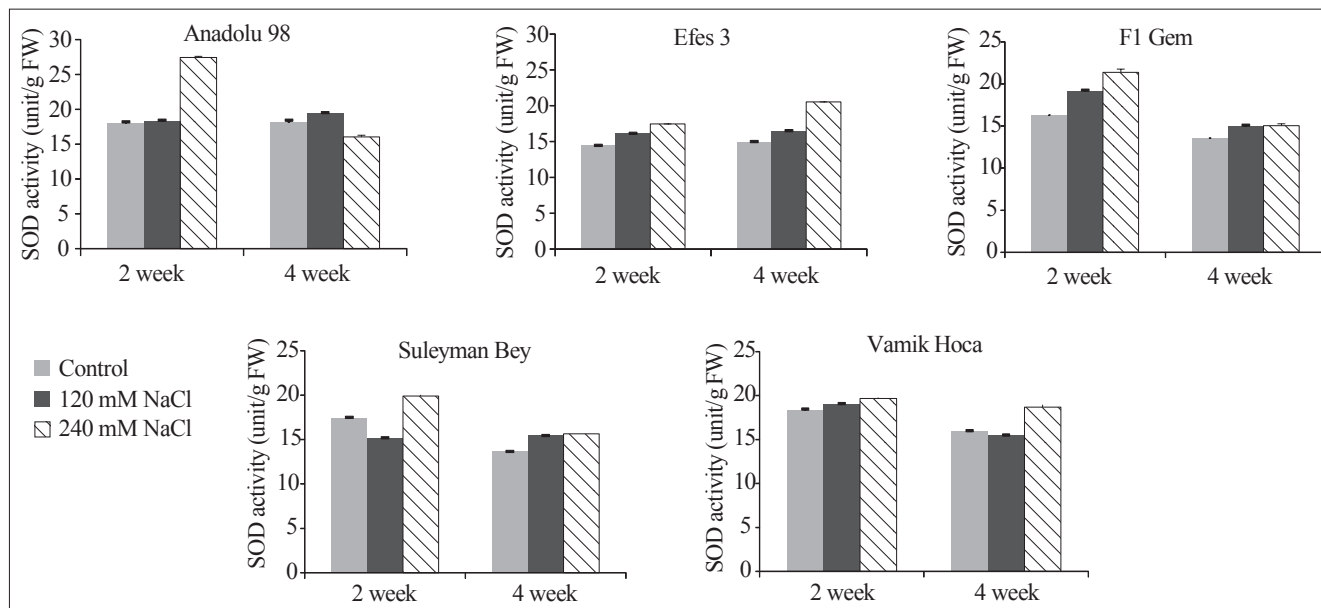 Anadolu 98
SOD activity (unit/g FW)
30
25
20
15
10
5
0
2 week 4 week
Efes 3
SOD activity (unit/g FW)
30
25
20
15
10
5
0
2 week 4 week
F1 Gem
SOD activity (unit/g FW)
25
20
15
10
5
0
2 week 4 week
Control
120 mM NaCl
240 mM NaCl
Suleyman Bey
SOD activity (unit/g FW)
25
20
15
10
5
0
2 week 4 week
Vamik Hoca
SOD activity (unit/g FW)
25
20
15
10
5
0
2 week 4 week